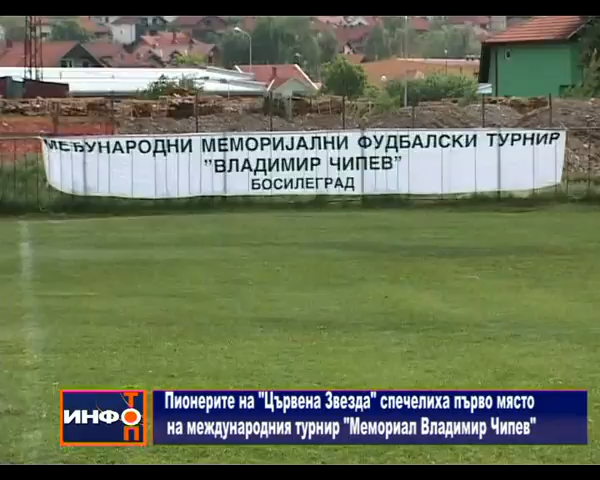 МЕЂУНАРОДНИ МЕМОРИЈАЛНИ ФУДБАЛСКИ ТУРНИР
"ВЛАДИМИР ЧИПЕВ"
БОСИЛЕГРАД
ИНФО
ТОП
Пионерите на "Цървена Звезда" спечелиха първо място
на международния турнир "Мемориал Владимир Чипев"